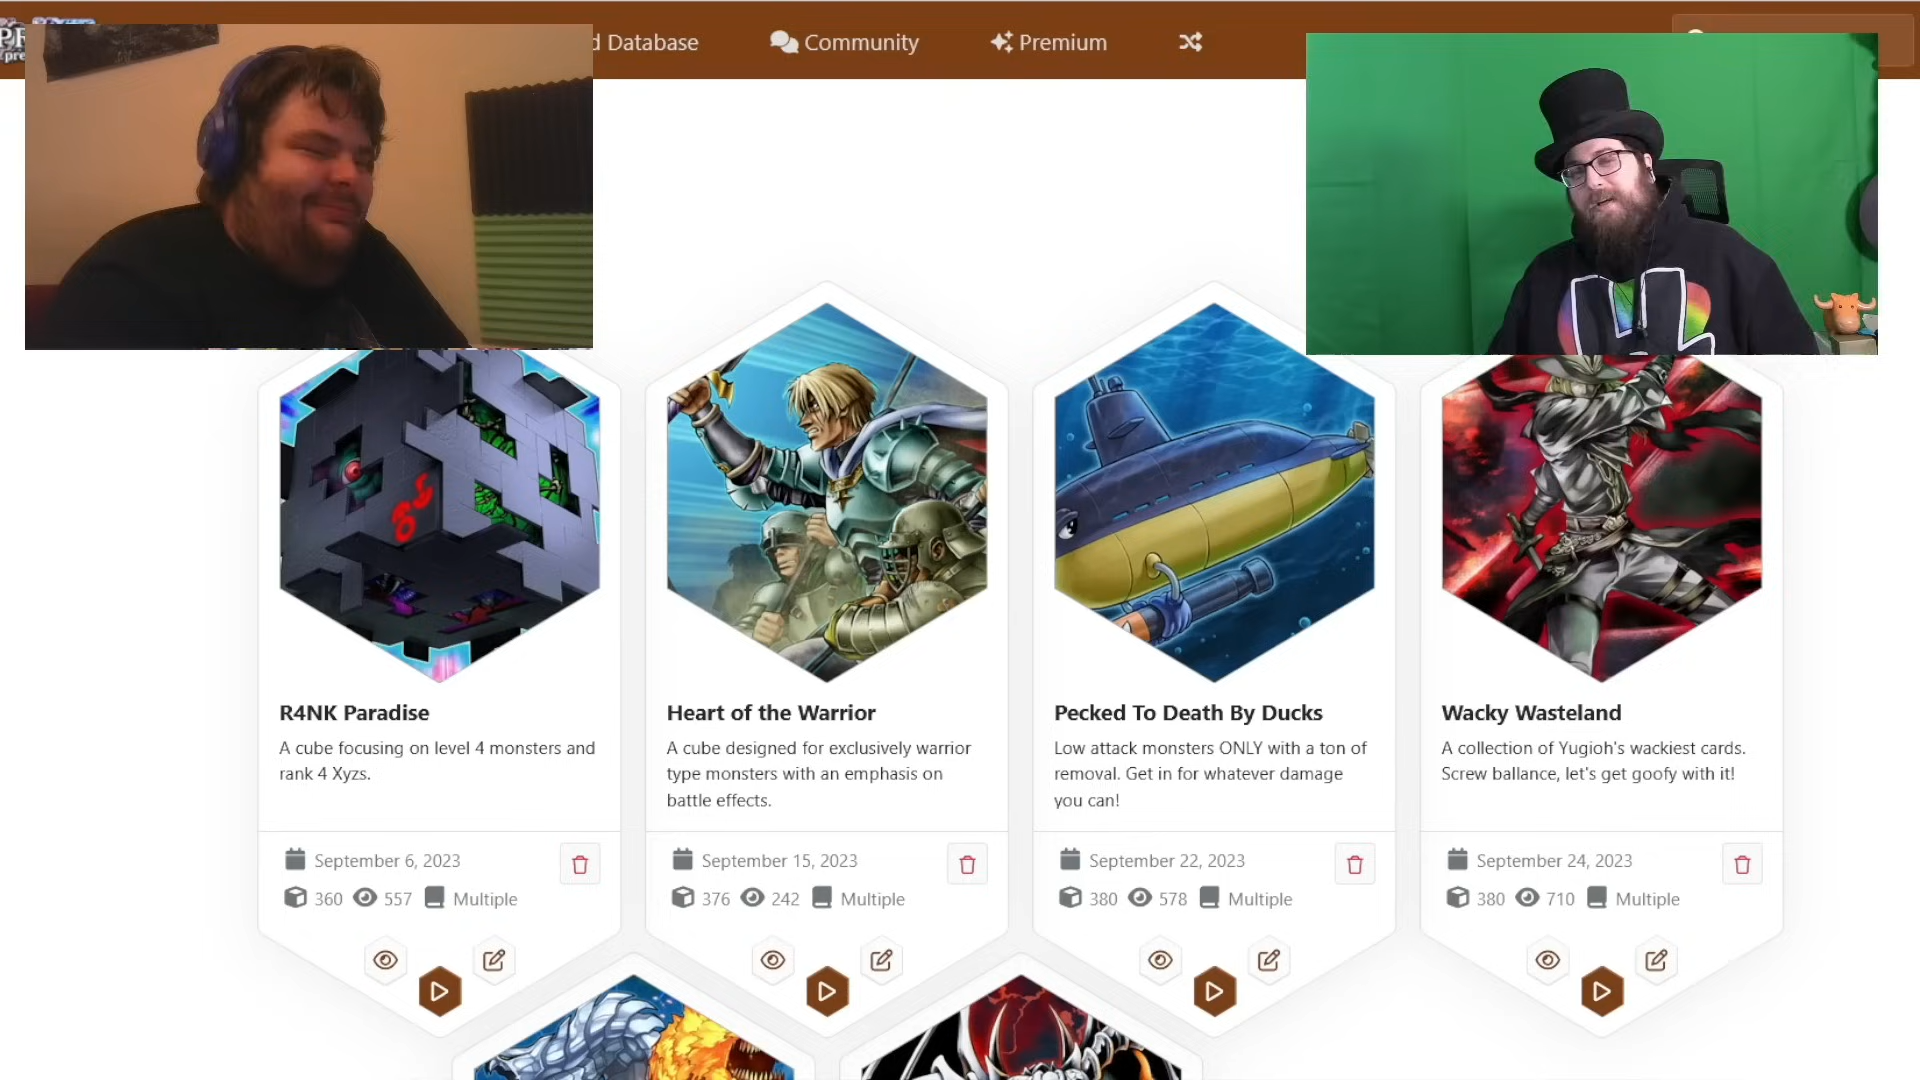 d Database
Community
Premium
R4NK Paradise
A cube focusing on level 4 monsters and
rank 4 Xyzs.
September 6, 2023
360
557
Multiple
Heart of the Warrior
A cube designed for exclusively warrior
type monsters with an emphasis on
battle effects.
September 15, 2023
376
242
Multiple
Pecked To Death By Ducks
Low attack monsters ONLY with a ton of
removal. Get in for whatever damage
you can!
September 22, 2023
380
578
Multiple
Wacky Wasteland
A collection of Yugioh's wackiest cards.
Screw ballance, let's get goofy with it!
September 24, 2023
380
710
Multiple